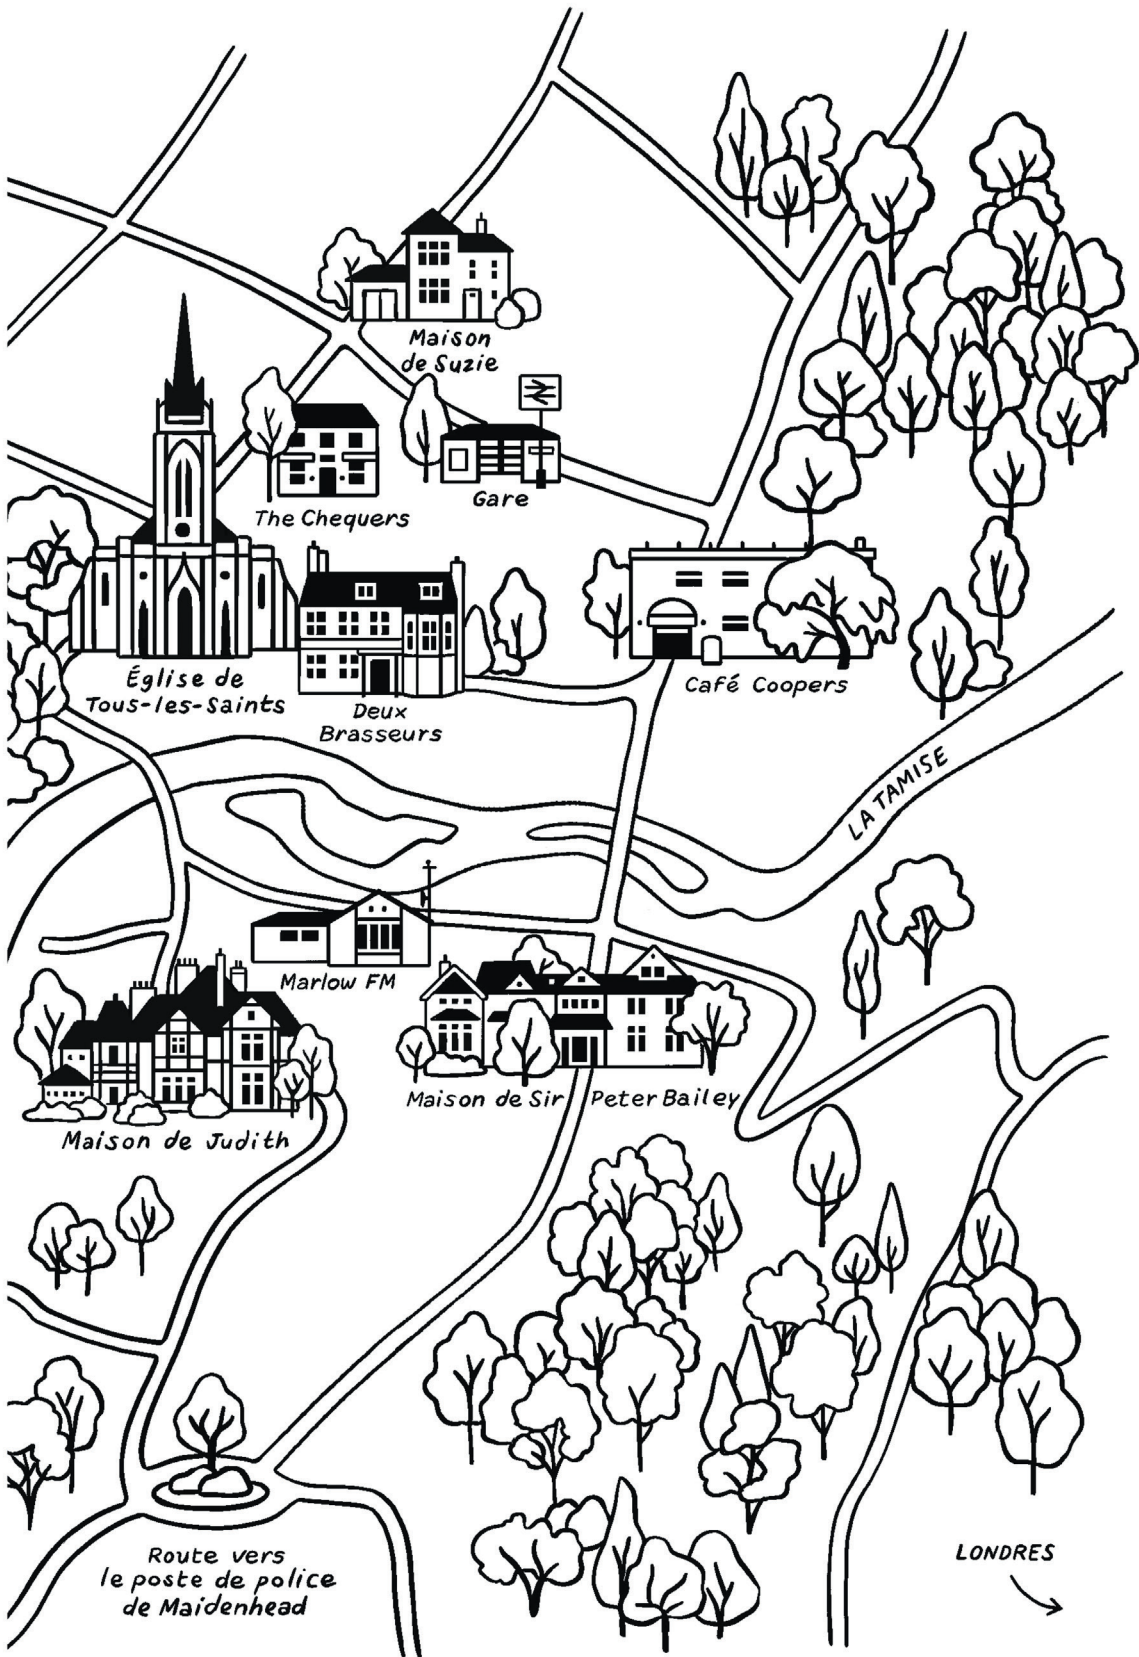 Maison
de Suzie
The Chequers
Gare
Église de
Tous-les-Saints
Deux
Brasseurs
Café Coopers
LA TAMISE
Marlow FM
Maison de Sir Peter Bailey
Maison de Judith
Route vers
le poste de police
de Maidenhead
LONDRES